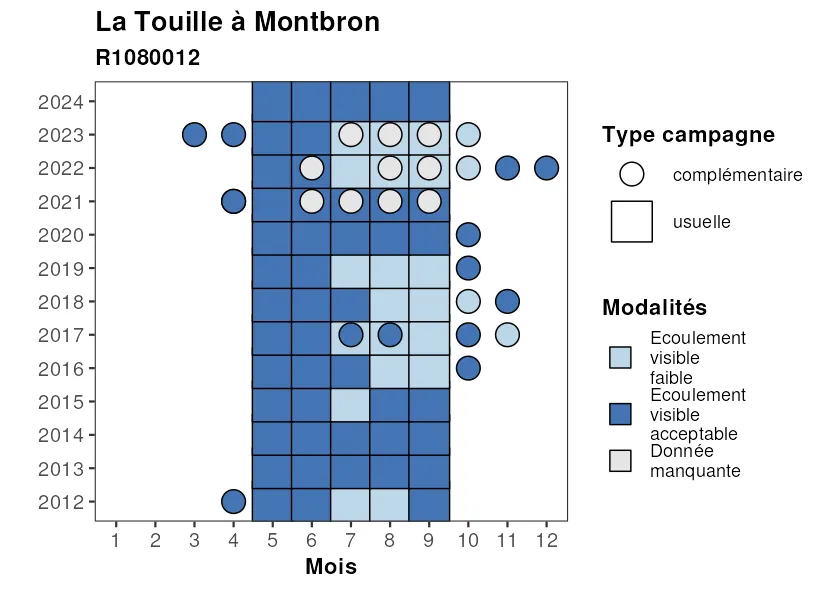 La Touille à Montbron
R1080012
2024
2023
2022
2021
2020
2019
2018
2017
2016
2015
2014
2013
2012
1 2 3 4 5 6 7 8 9 10 11 12
Mois
Type campagne
complémentaire
usuelle
Modalités
Ecoulement
visible
faible
Ecoulement
visible
acceptable
Donnée
manquante